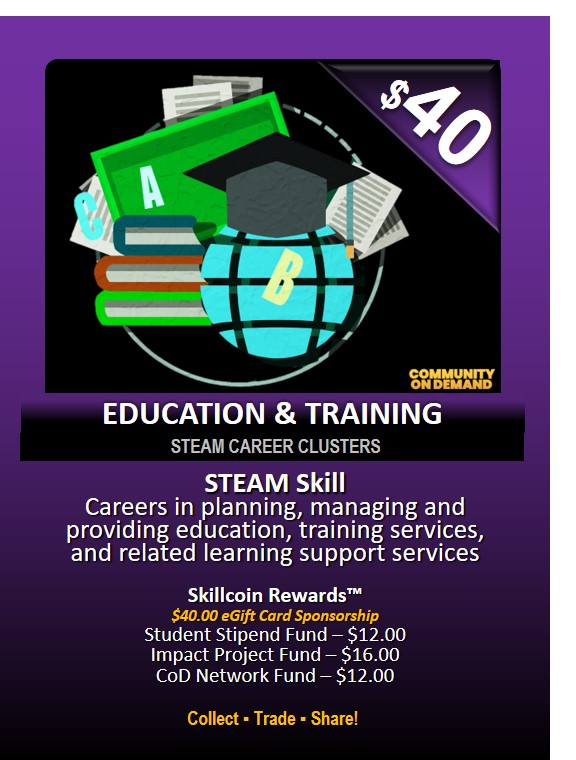 $40
A
C
B
COMMUNITY
ON DEMAND
EDUCATION & TRAINING
STEAM CAREER CLUSTERS
STEAM Skill
Careers in planning, managing and
providing education, training services,
and related learning support services
Skillcoin Rewards™
$40.00 eGift Card Sponsorship
Student Stipend Fund – $12.00
Impact Project Fund – $16.00
CoD Network Fund – $12.00
Collect ▪ Trade ▪ Share!